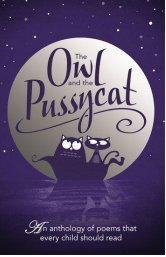 The
Owl
and the
Pussycat
An anthology of poems that
every child should read